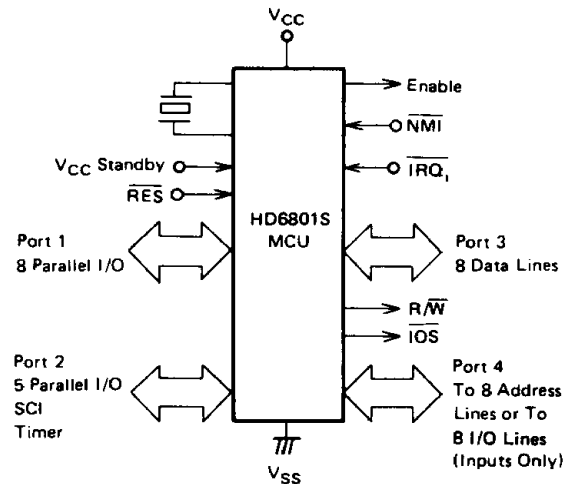 VCC
Enable
NMI
VCC Standby
IRQ1
RES
HD6801S
MCU
Port 1
8 Parallel I/O
Port 3
8 Data Lines
R/W
IOS
Port 2
5 Parallel I/O
SCI
Timer
Port 4
To 8 Address
Lines or To
8 I/O Lines
(Inputs Only)
VSS